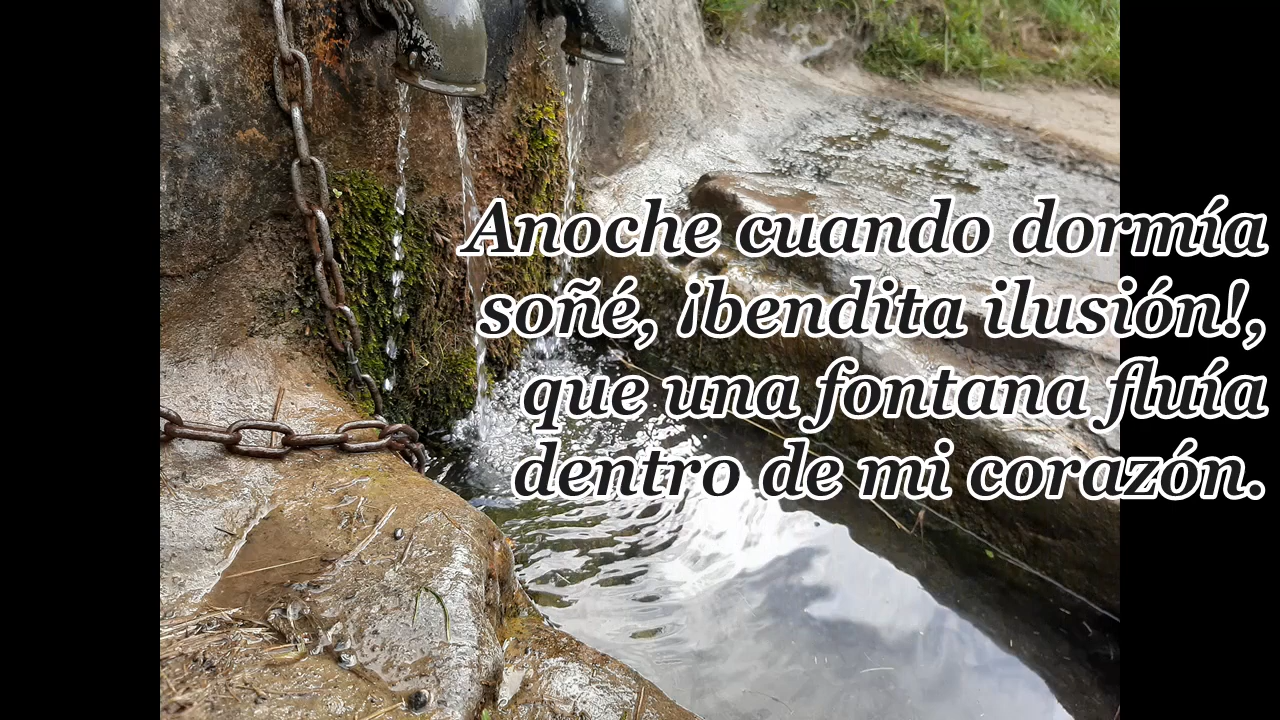 Anoche cuando dormía
soñé, ¡bendita ilusión!,
que una fontana fluía
dentro de mi corazón.